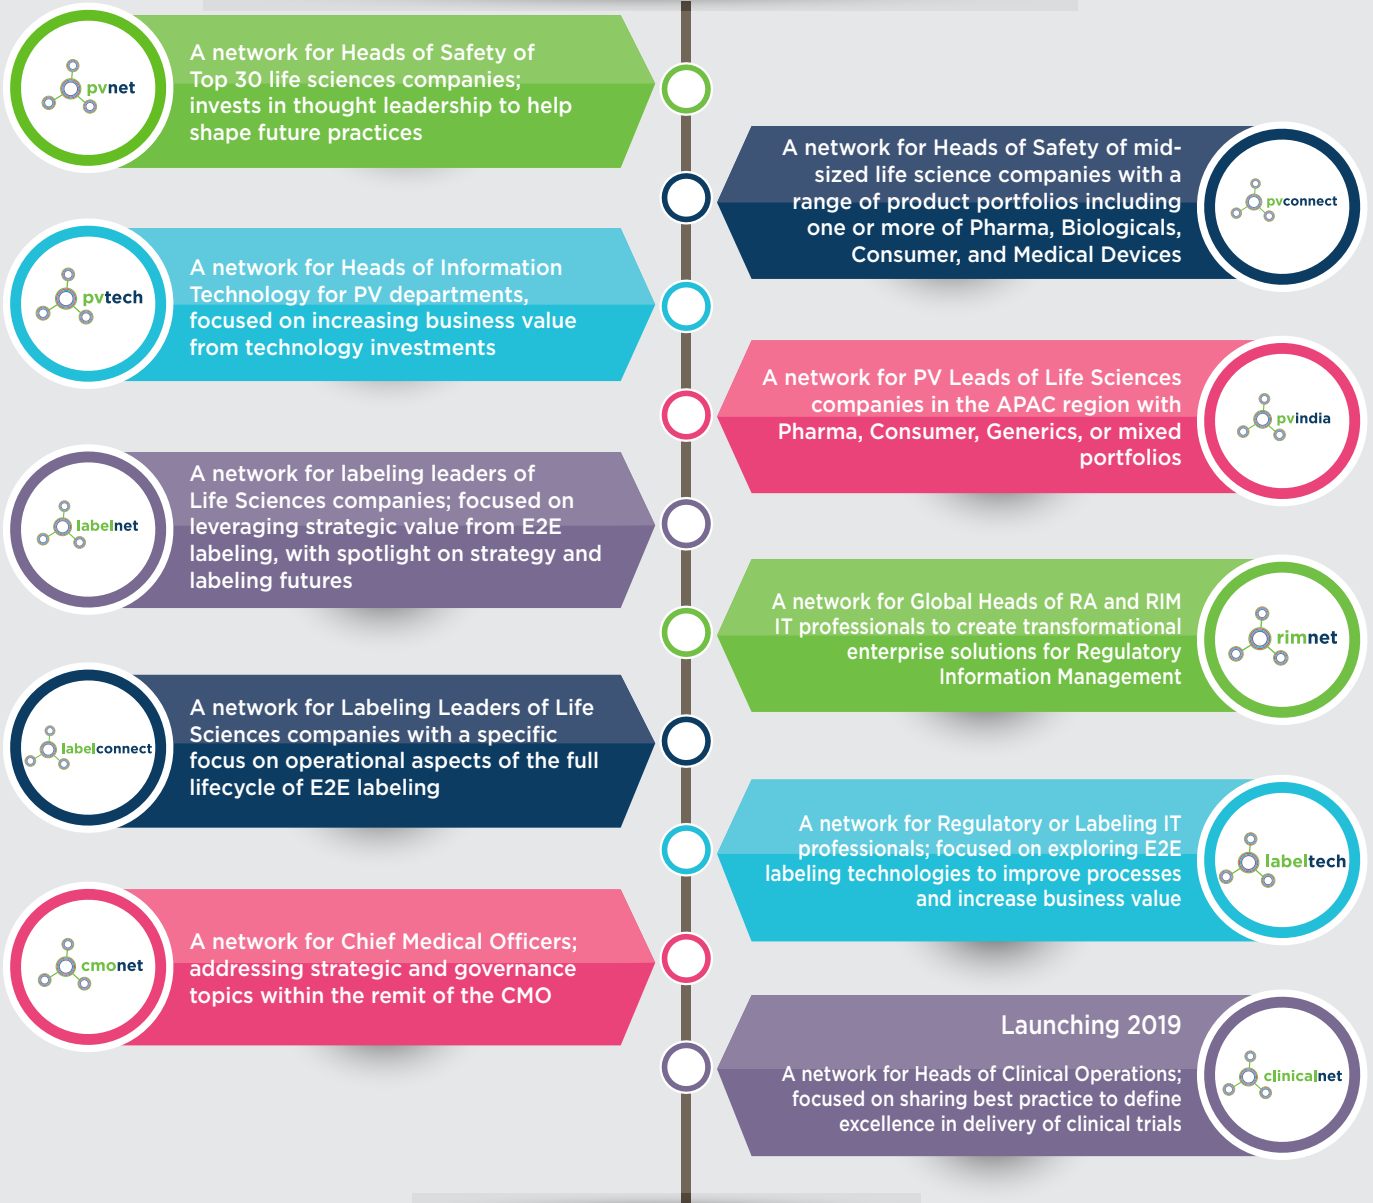 pvnet
A network for Heads of Safety of
Top 30 life sciences companies;
invests in thought leadership to help
shape future practices
A network for Heads of Safety of mid-
sized life science companies with a
range of product portfolios including
one or more of Pharma, Biologicals,
Consumer, and Medical Devices
pvconnect
pvtech
A network for Heads of Information
Technology for PV departments,
focused on increasing business value
from technology investments
A network for PV Leads of Life Sciences
companies in the APAC region with
Pharma, Consumer, Generics, or mixed
portfolios
pvindia
labelnet
A network for labeling leaders of
Life Sciences companies; focused on
leveraging strategic value from E2E
labeling, with spotlight on strategy and
labeling futures
A network for Global Heads of RA and RIM
IT professionals to create transformational
enterprise solutions for Regulatory
Information Management
rimnet
labelconnect
A network for Labeling Leaders of Life
Sciences companies with a specific
focus on operational aspects of the full
lifecycle of E2E labeling
A network for Regulatory or Labeling IT
professionals; focused on exploring E2E
labeling technologies to improve processes
and increase business value
labeltech
cmonet
A network for Chief Medical Officers;
addressing strategic and governance
topics within the remit of the CMO
Launching 2019
A network for Heads of Clinical Operations;
focused on sharing best practice to define
excellence in delivery of clinical trials
clinicalnet